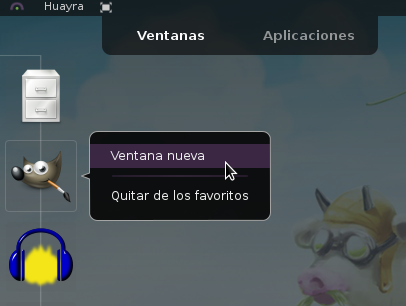 Huayra
Ventanas Aplicaciones
Ventana nueva
Quitar de los favoritos